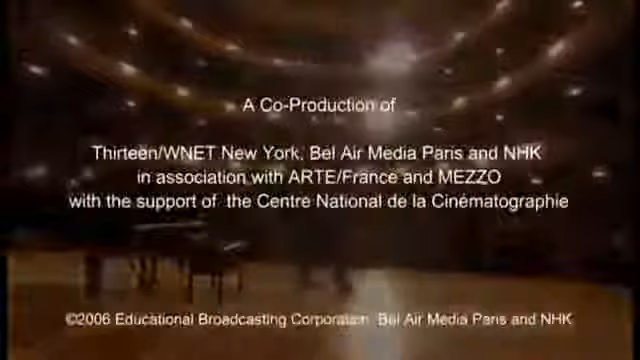 A Co-Production of
Thirteen/WNET New York, Bel Air Media Paris and NHK
in association with ARTE/France and MEZZO
with the support of the Centre National de la Cinématographie
©2006 Educational Broadcasting Corporation Bel Air Media Paris and NHK